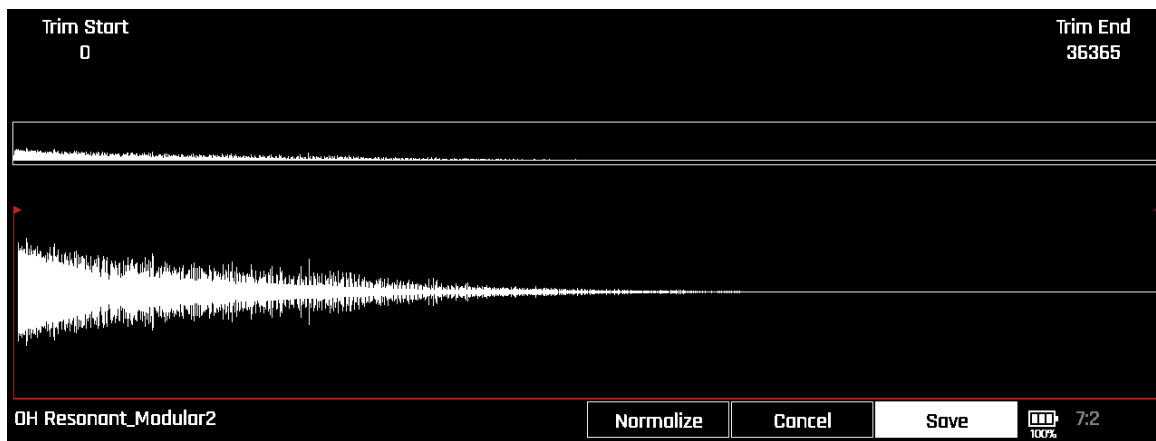 Trim Start
0
Trim End
36365
OH Resonant_Modular2
Normalize
Cancel
Save
100%
7:2